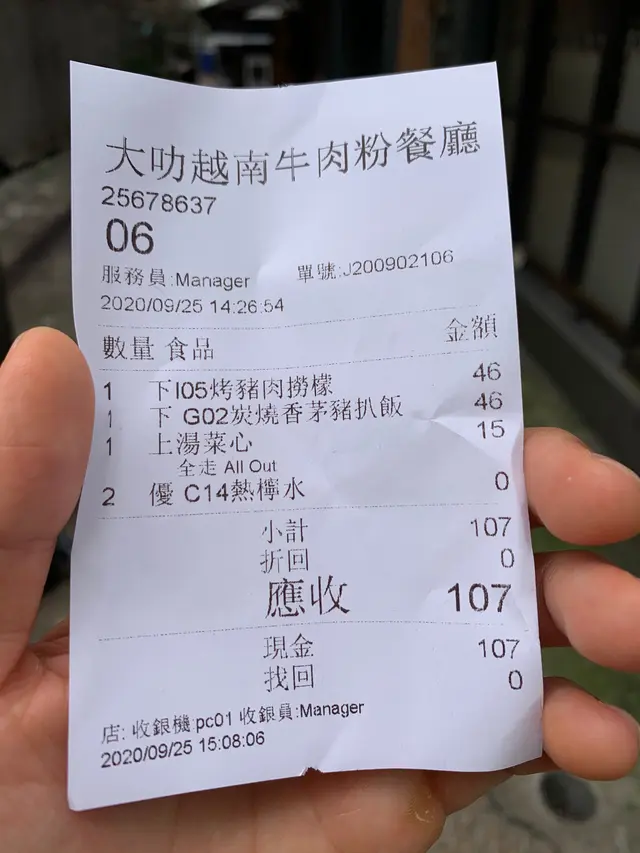 大叻越南牛肉粉餐廳
25678637
06
服務員:Manager 單號:J200902106
2020/09/25 14:26:54
數量 食品 金額
1 下I05烤豬肉撈檬 46
1 下 G02炭燒香茅豬扒飯 46
1 上湯菜心 15
全走 All Out
2 優 C14熱檸水 0
小計 107
折回 0
應收 107
現金 107
找回 0
店: 收銀機:pc01 收銀員:Manager
2020/09/25 15:08:06